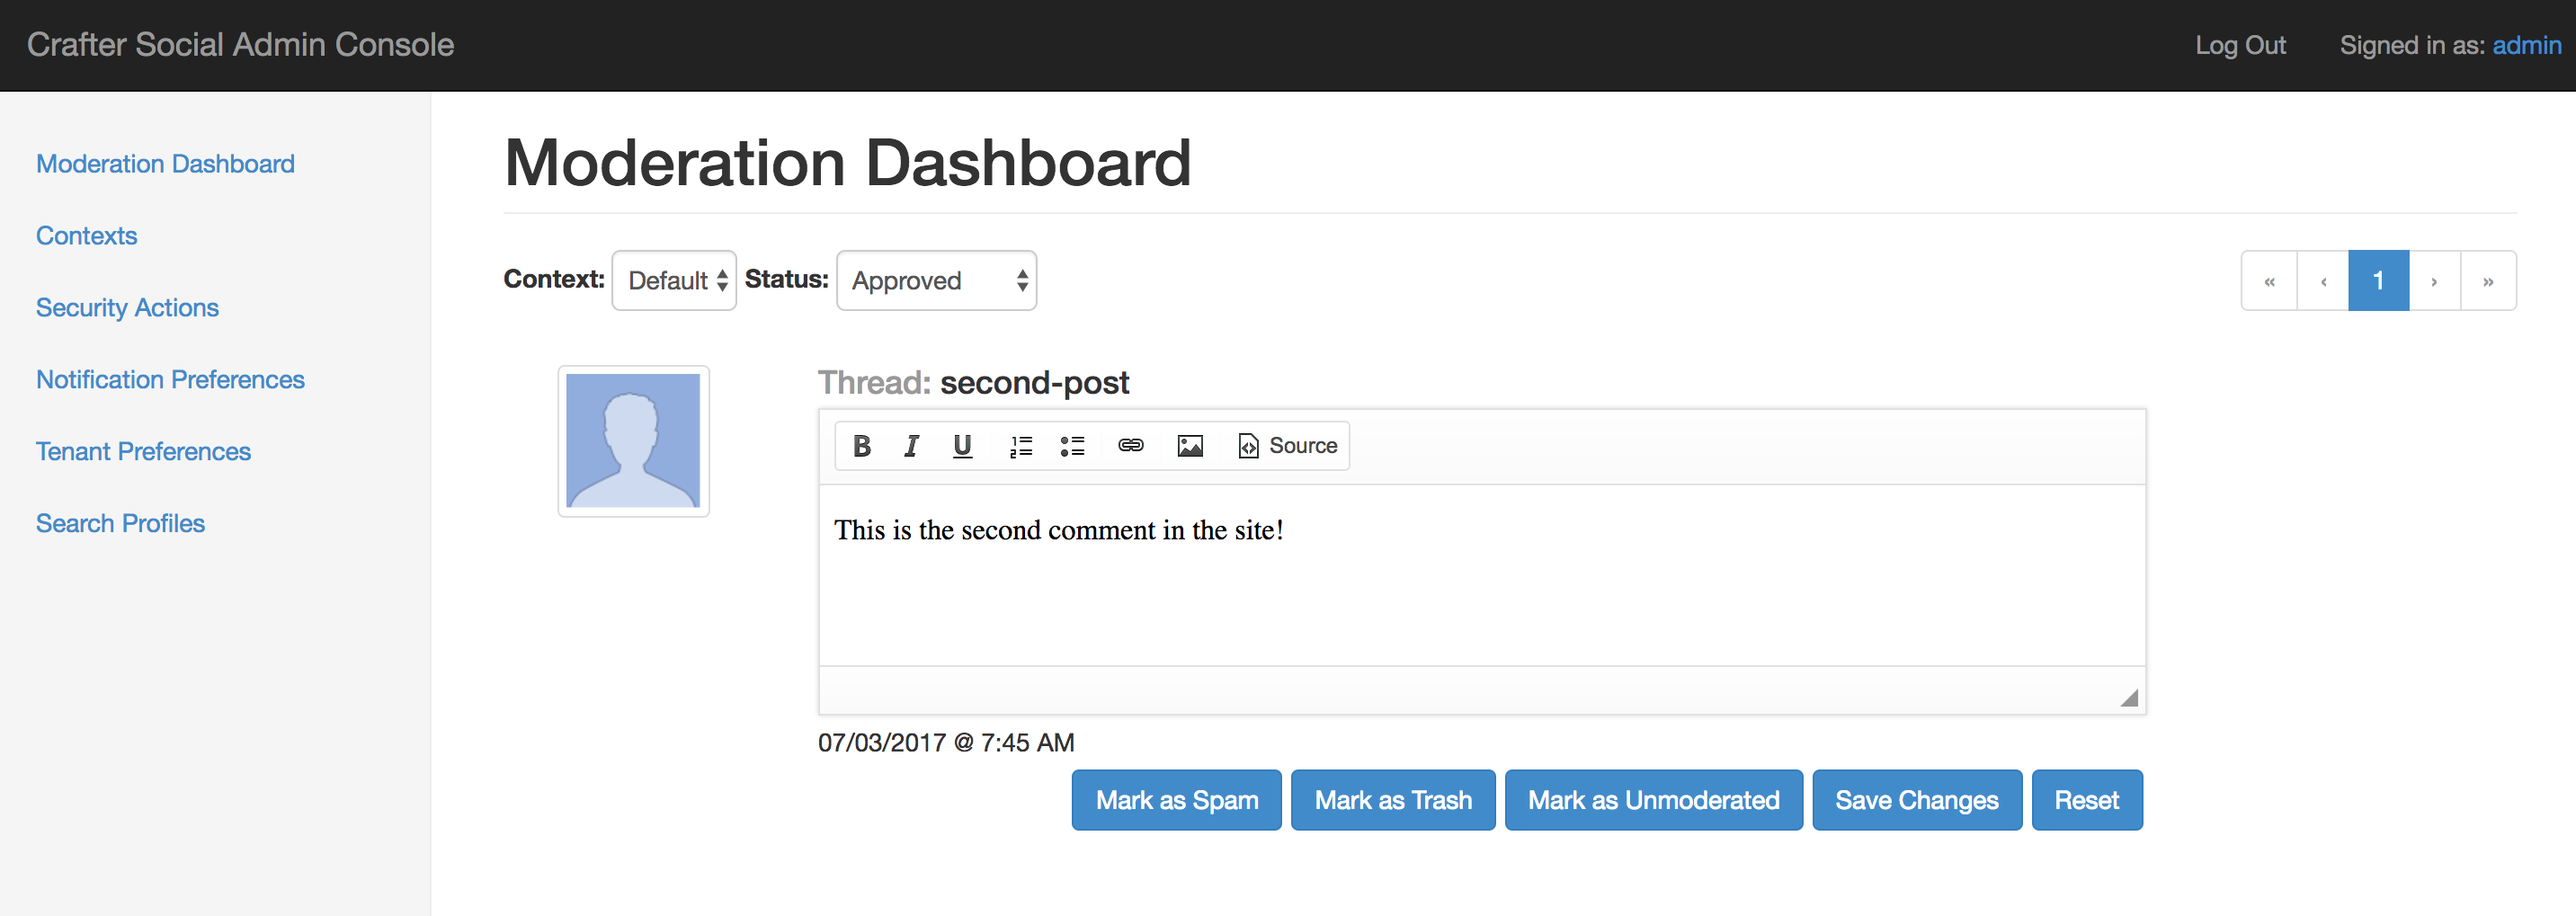 Crafter Social Admin Console
Log Out
Signed in as: admin
Moderation Dashboard
Contexts
Security Actions
Notification Preferences
Tenant Preferences
Search Profiles
Moderation Dashboard
Context: Default Status: Approved
« ‹ 1 › »
Thread: second-post
B I U Source
This is the second comment in the site!
07/03/2017 @ 7:45 AM
Mark as Spam Mark as Trash Mark as Unmoderated Save Changes Reset